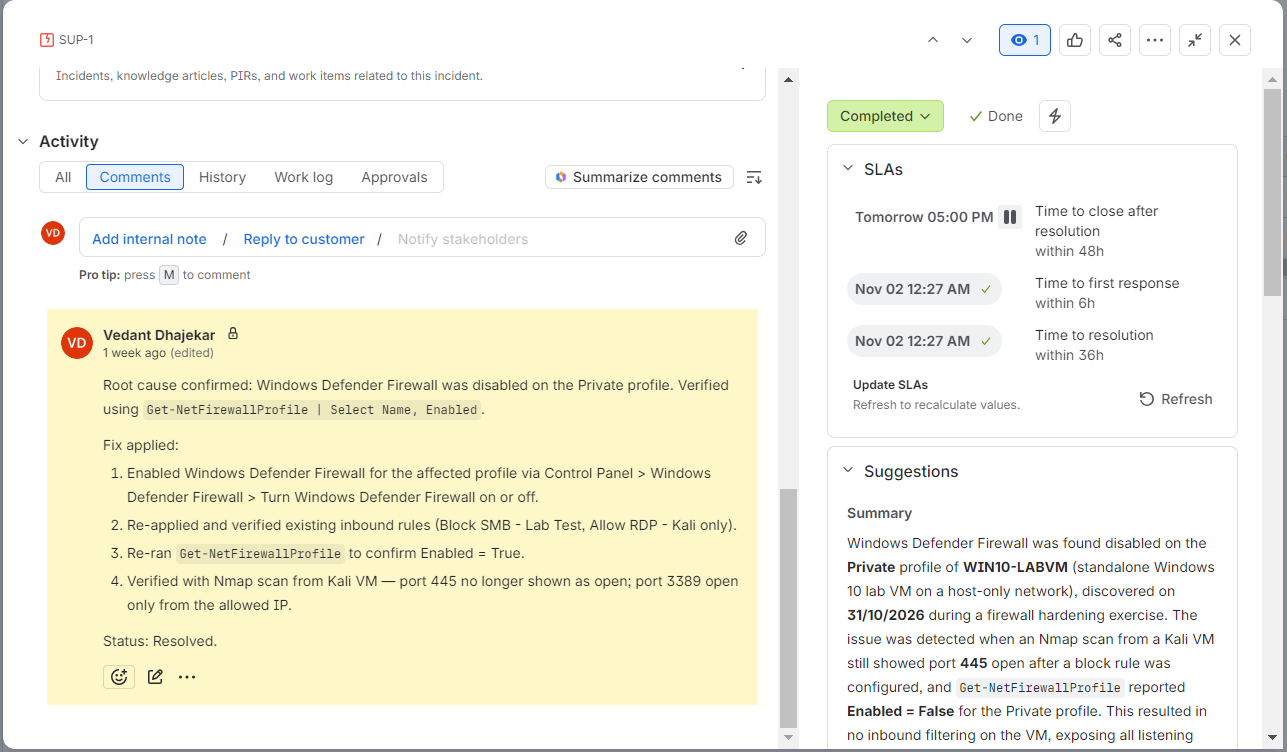 SUP-1
1
Incidents, knowledge articles, PIRs, and work items related to this incident.
Activity
All
Comments
History
Work log
Approvals
Summarize comments
VD
Add internal note / Reply to customer / Notify stakeholders
Pro tip: press M to comment
VD
Vedant Dhajekar
1 week ago (edited)
Root cause confirmed: Windows Defender Firewall was disabled on the Private profile. Verified
using Get-NetFirewallProfile | Select Name, Enabled.
Fix applied:
1. Enabled Windows Defender Firewall for the affected profile via Control Panel > Windows
Defender Firewall > Turn Windows Defender Firewall on or off.
2. Re-applied and verified existing inbound rules (Block SMB - Lab Test, Allow RDP - Kali only).
3. Re-ran Get-NetFirewallProfile to confirm Enabled = True.
4. Verified with Nmap scan from Kali VM — port 445 no longer shown as open; port 3389 open
only from the allowed IP.
Status: Resolved.
Completed
Done
SLAs
Tomorrow 05:00 PM
Time to close after
resolution
within 48h
Nov 02 12:27 AM
Time to first response
within 6h
Nov 02 12:27 AM
Time to resolution
within 36h
Update SLAs
Refresh to recalculate values.
Refresh
Suggestions
Summary
Windows Defender Firewall was found disabled on the
Private profile of WIN10-LABVM (standalone Windows
10 lab VM on a host-only network), discovered on
31/10/2026 during a firewall hardening exercise. The
issue was detected when an Nmap scan from a Kali VM
still showed port 445 open after a block rule was
configured, and Get-NetFirewallProfile reported
Enabled = False for the Private profile. This resulted in
no inbound filtering on the VM, exposing all listening